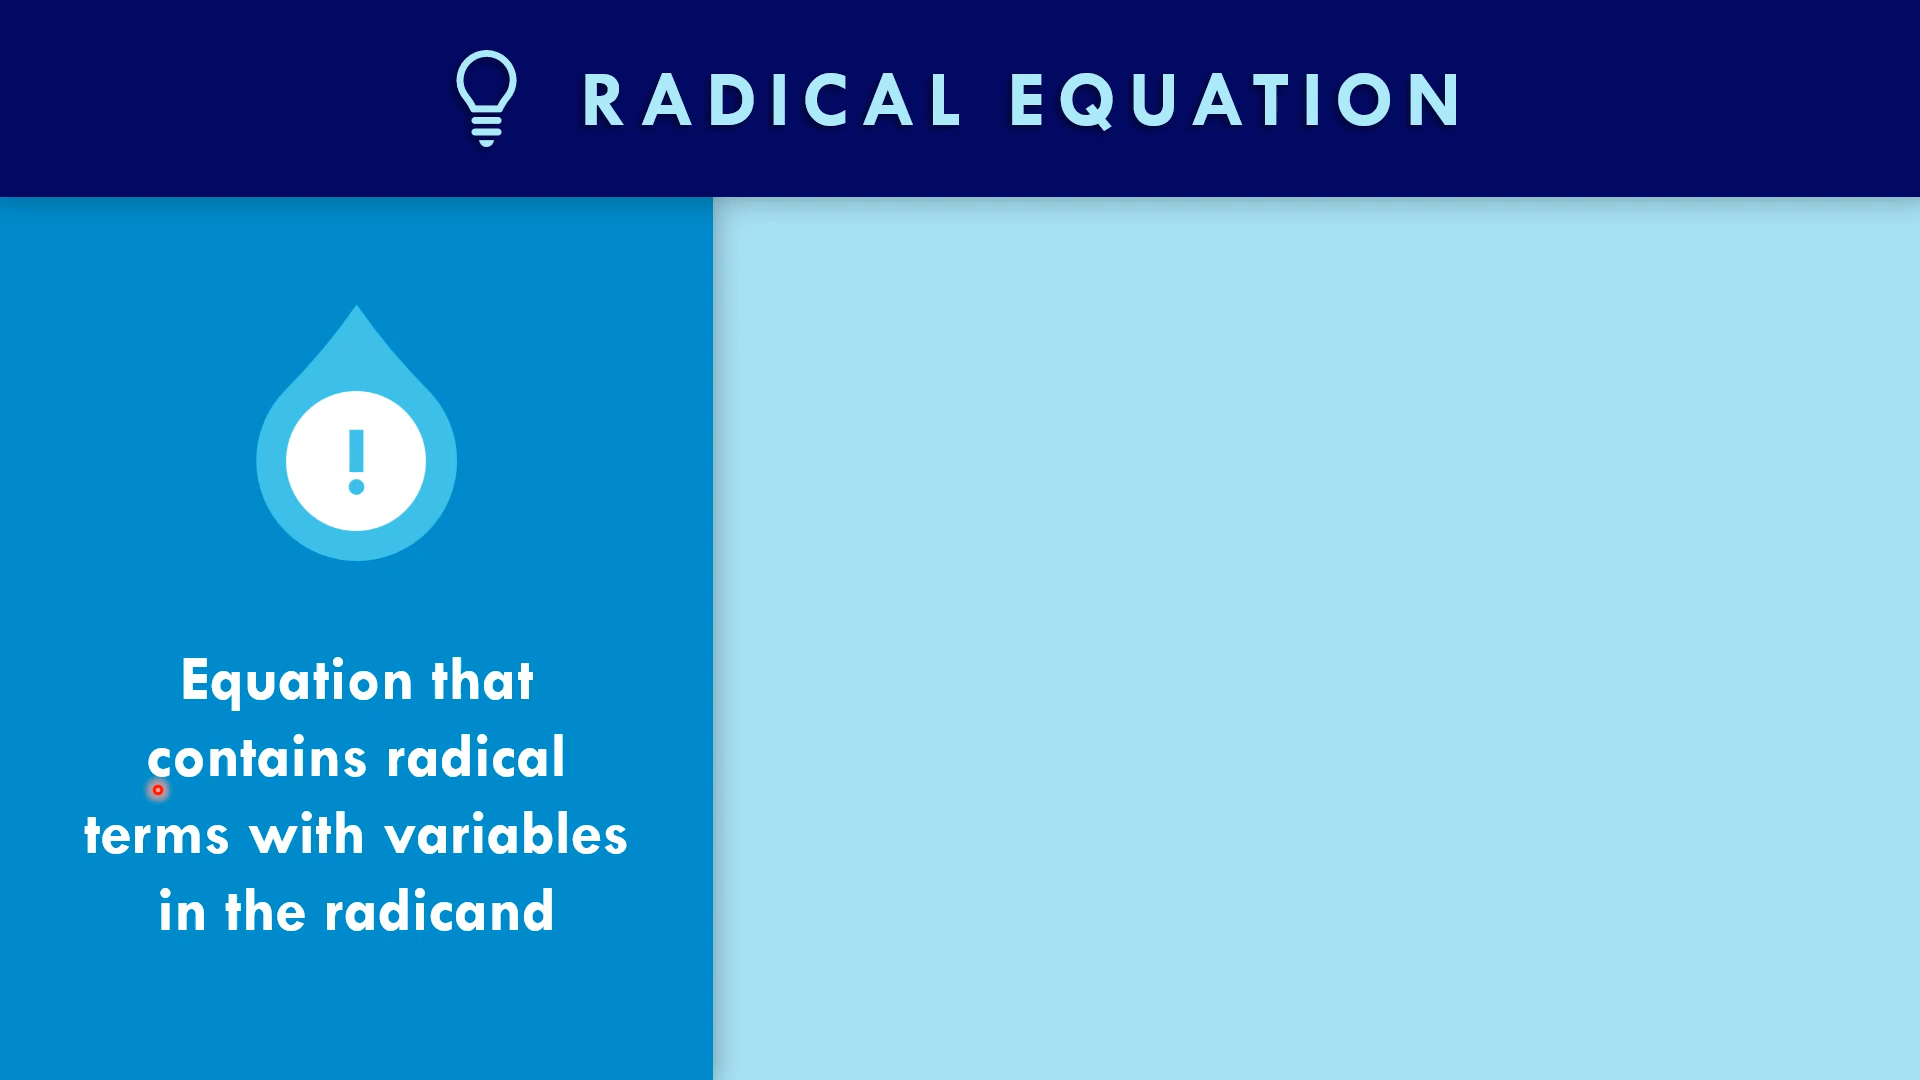 RADICAL EQUATION
!
Equation that
contains radical
terms with variables
in the radicand